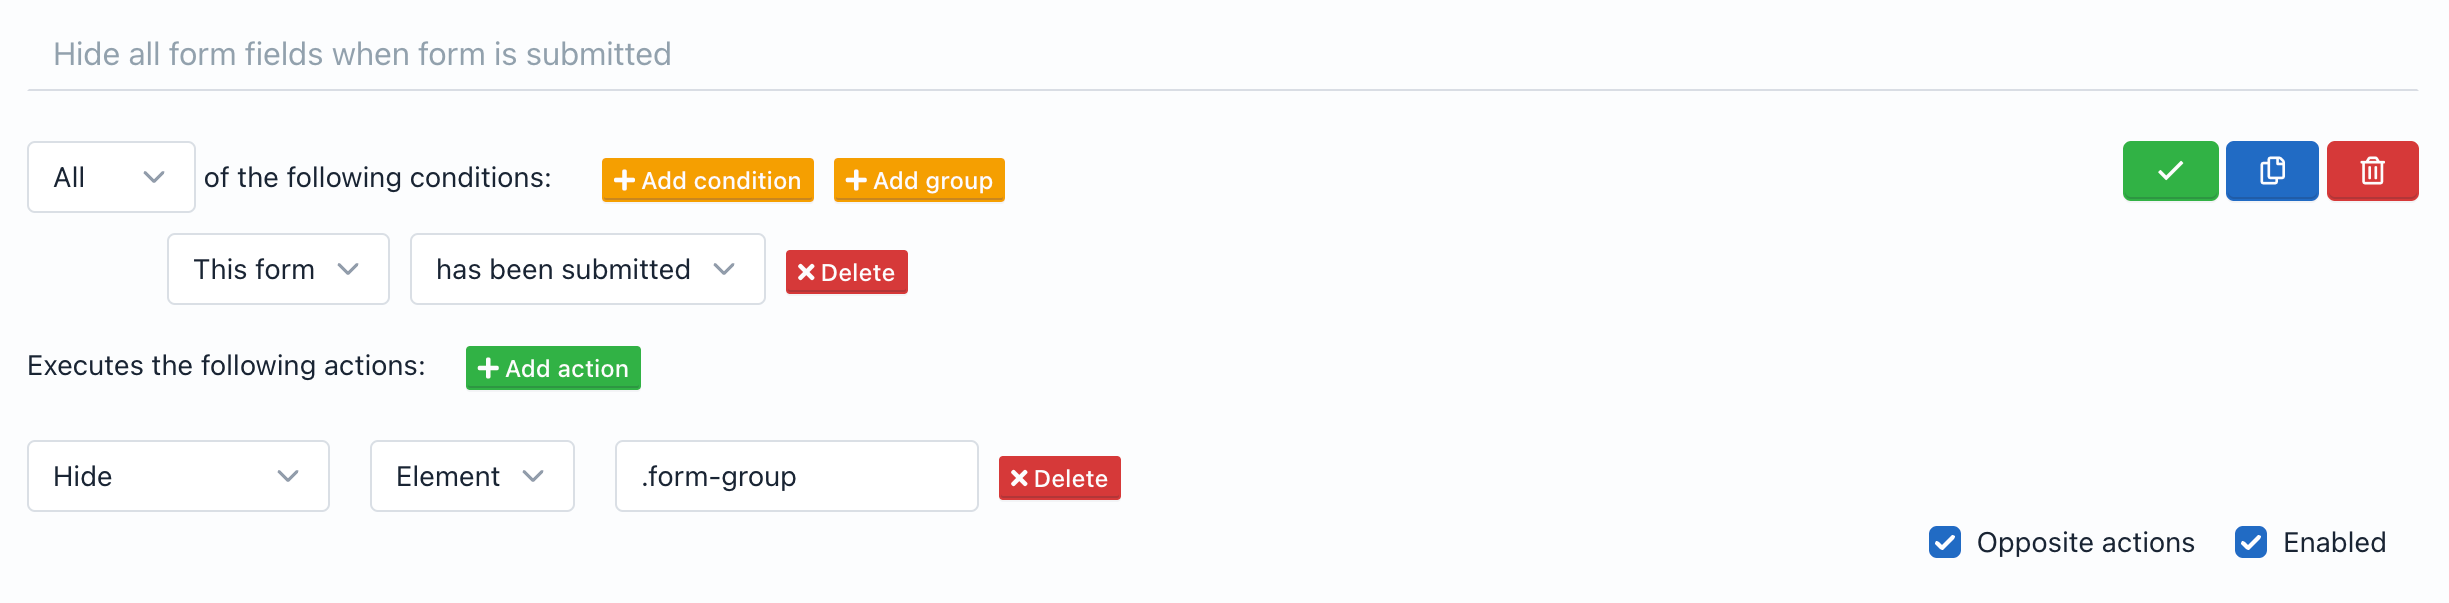 Hide all form fields when form is submitted
All of the following conditions: Add condition Add group
This form has been submitted Delete
Executes the following actions: Add action
Hide Element .form-group Delete
Opposite actions Enabled